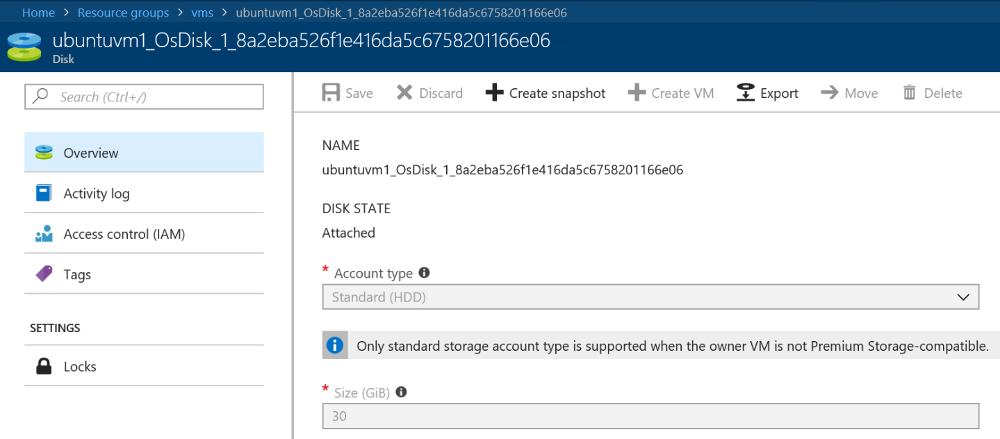 Home > Resource groups > vms > ubuntuvm1_OsDisk_1_8a2eba526f1e416da5c6758201166e06
ubuntuvm1_OsDisk_1_8a2eba526f1e416da5c6758201166e06
Disk
Search (Ctrl+/)
Overview
Activity log
Access control (IAM)
Tags
SETTINGS
Locks
Save Discard Create snapshot Create VM Export Move Delete
NAME
ubuntuvm1_OsDisk_1_8a2eba526f1e416da5c6758201166e06
DISK STATE
Attached
* Account type
Standard (HDD)
Only standard storage account type is supported when the owner VM is not Premium Storage-compatible.
* Size (GiB)
30